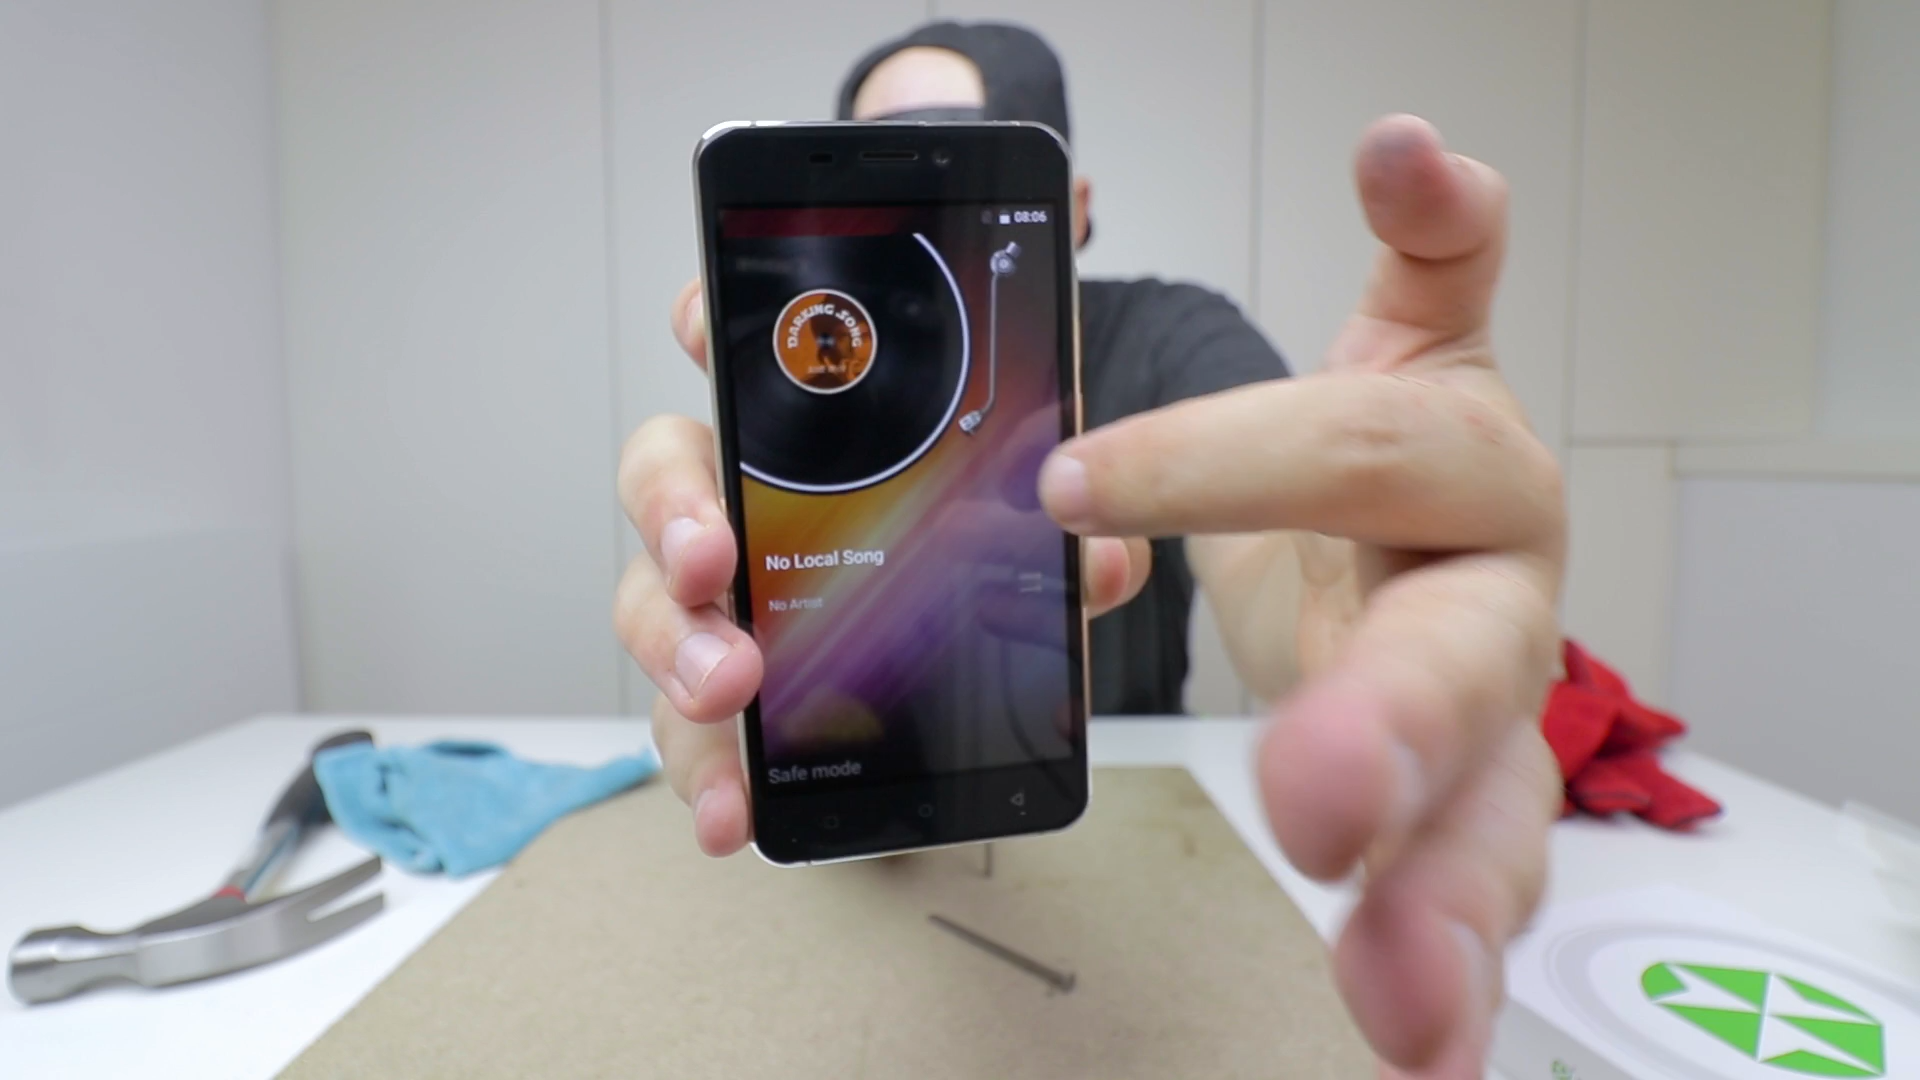 08:06
DARKING SONG
No Local Song
No Artist
Safe mode